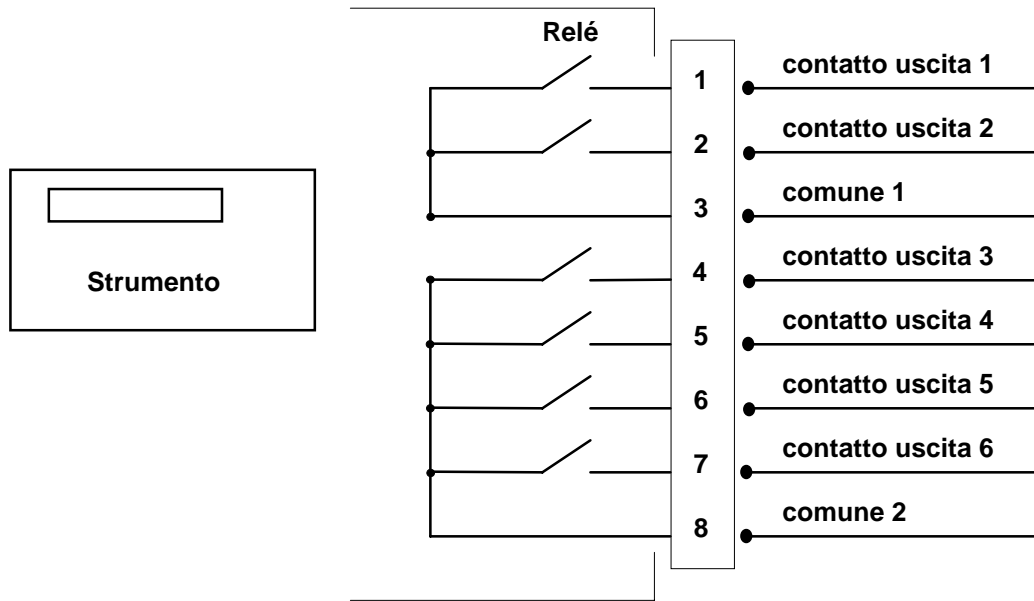 Relé
1 contatto uscita 1
2 contatto uscita 2
3 comune 1
4 contatto uscita 3
Strumento
5 contatto uscita 4
6 contatto uscita 5
7 contatto uscita 6
8 comune 2